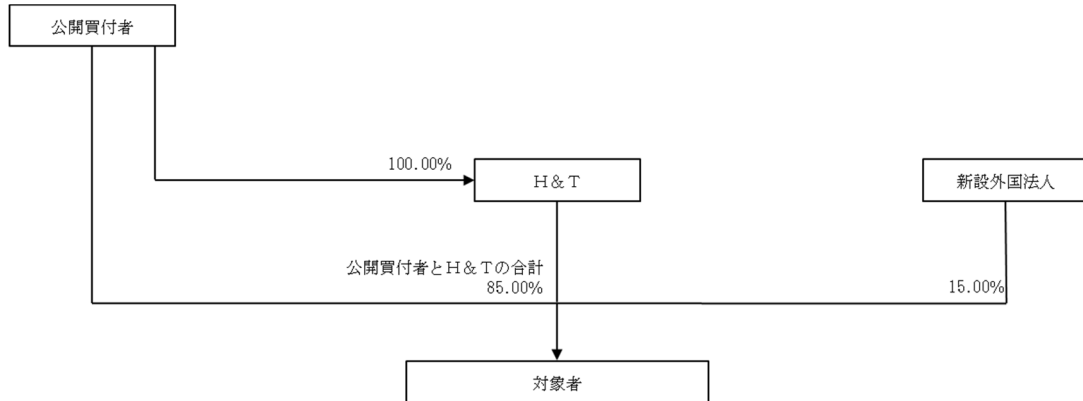 公開買付者
100.00%
Ｈ＆Ｔ
新設外国法人
公開買付者とＨ＆Ｔの合計
85.00%
15.00%
対象者